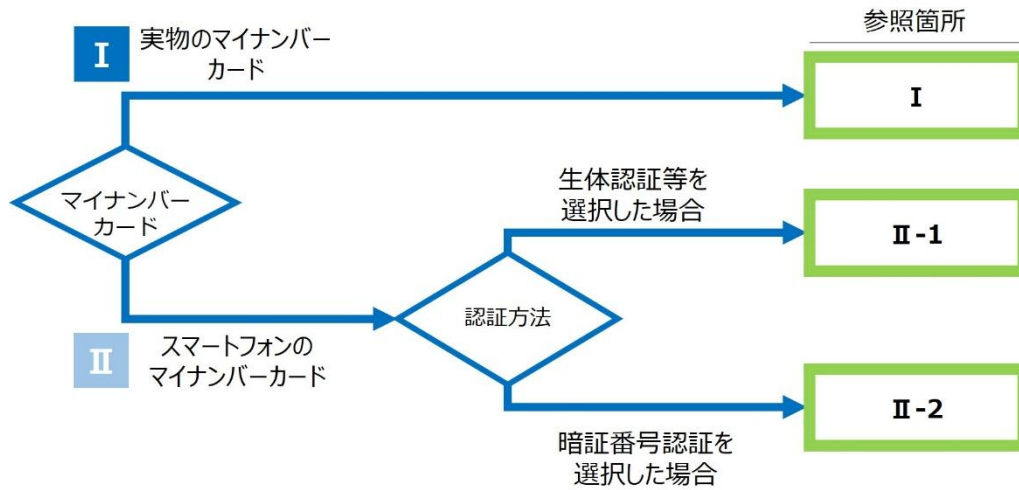 参照箇所
Ⅰ
実物のマイナンバー
カード
Ⅰ
マイナンバー
カード
生体認証等を
選択した場合
Ⅱ-1
認証方法
Ⅱ
スマートフォンの
マイナンバーカード
Ⅱ-2
暗証番号認証を
選択した場合